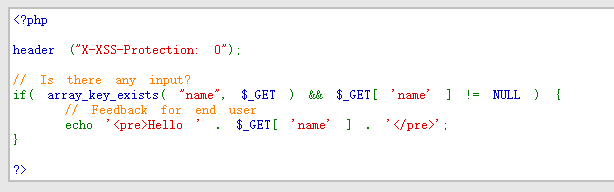 <?php
header ("X-XSS-Protection: 0");
// Is there any input?
if( array_key_exists( "name", $_GET ) && $_GET[ 'name' ] != NULL ) {
// Feedback for end user
echo '<pre>Hello ' . $_GET[ 'name' ] . '</pre>';
}
?>